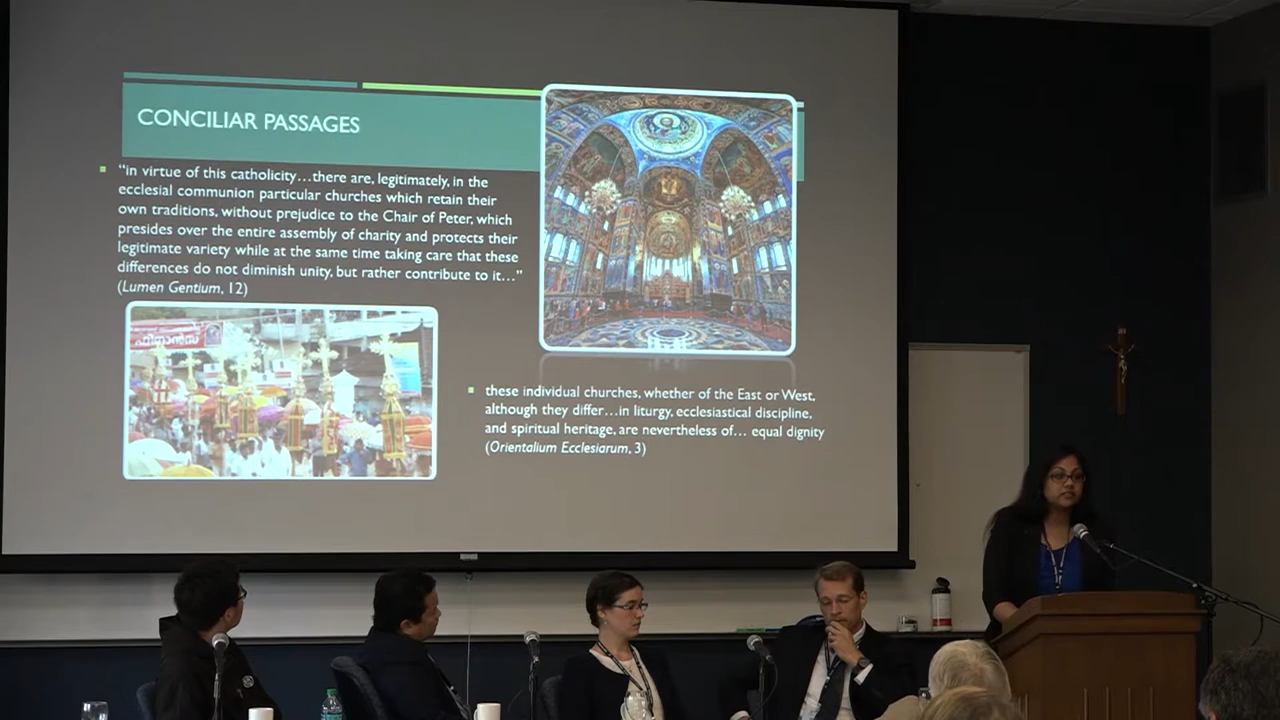 CONCILIAR PASSAGES
“in virtue of this catholicity…there are, legitimately, in the
ecclesial communion particular churches which retain their
own traditions, without prejudice to the Chair of Peter, which
presides over the entire assembly of charity and protects their
legitimate variety while at the same time taking care that these
differences do not diminish unity, but rather contribute to it…”
(Lumen Gentium, 12)
ഫിനാൻസ്
these individual churches, whether of the East or West,
although they differ…in liturgy, ecclesiastical discipline,
and spiritual heritage, are nevertheless of… equal dignity
(Orientalium Ecclesiarum, 3)